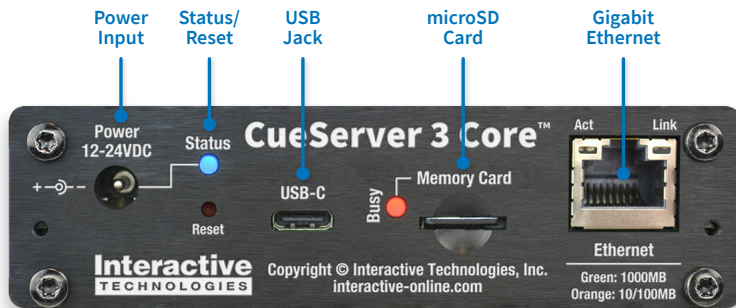 Power
Input
Status/
Reset
USB
Jack
microSD
Card
Gigabit
Ethernet
Power
12-24VDC
Status
CueServer 3 Core™
Act
Link
+
-
USB-C
Busy
Memory Card
Reset
Interactive
TECHNOLOGIES
Copyright © Interactive Technologies, Inc.
interactive-online.com
Ethernet
Green: 1000MB
Orange: 10/100MB